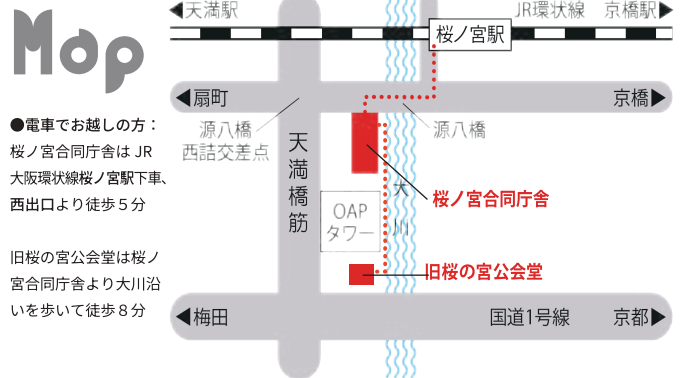 Map
●電車でお越しの方：
桜ノ宮合同庁舎は JR
大阪環状線桜ノ宮駅下車、
西出口より徒歩５分
旧桜の宮公会堂は桜ノ
宮合同庁舎より大川沿
いを歩いて徒歩８分
◀天満駅
JR環状線 京橋駅▶
桜ノ宮駅
◀扇町
京橋▶
源八橋
西詰交差点
源八橋
天満橋筋
大川
桜ノ宮合同庁舎
OAP
タワー
旧桜の宮公会堂
◀梅田
国道1号線 京都▶